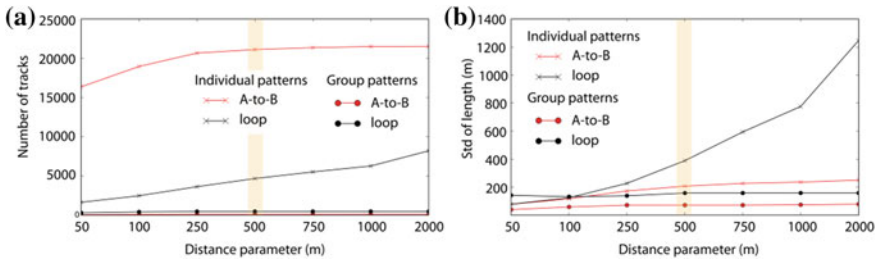 (a)
25000
20000
15000
10000
5000
0
Number of tracks
Individual patterns
A-to-B
loop
Group patterns
A-to-B
loop
50 100 250 500 750 1000 2000
Distance parameter (m)
(b)
1400
1200
1000
800
600
400
200
Std of length (m)
Individual patterns
A-to-B
loop
Group patterns
A-to-B
loop
50 100 250 500 750 1000 2000
Distance parameter (m)